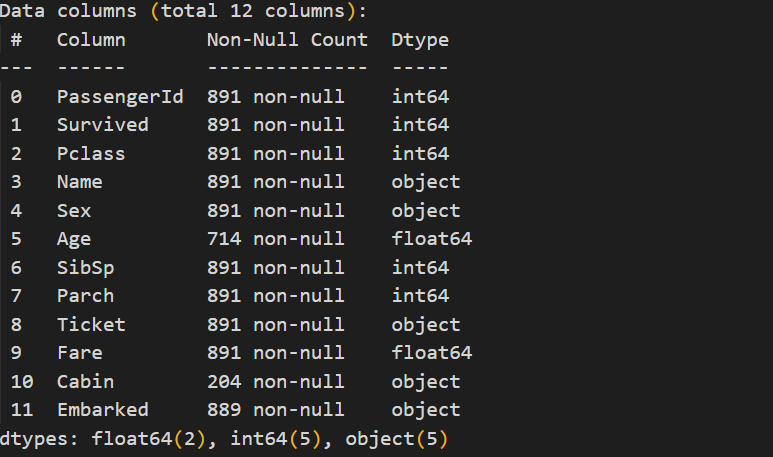 Data columns (total 12 columns):
 #   Column       Non-Null Count  Dtype
---  ------       --------------  -----
 0   PassengerId  891 non-null    int64
 1   Survived     891 non-null    int64
 2   Pclass       891 non-null    int64
 3   Name         891 non-null    object
 4   Sex          891 non-null    object
 5   Age          714 non-null    float64
 6   SibSp        891 non-null    int64
 7   Parch        891 non-null    int64
 8   Ticket       891 non-null    object
 9   Fare         891 non-null    float64
 10  Cabin        204 non-null    object
 11  Embarked     889 non-null    object
dtypes: float64(2), int64(5), object(5)